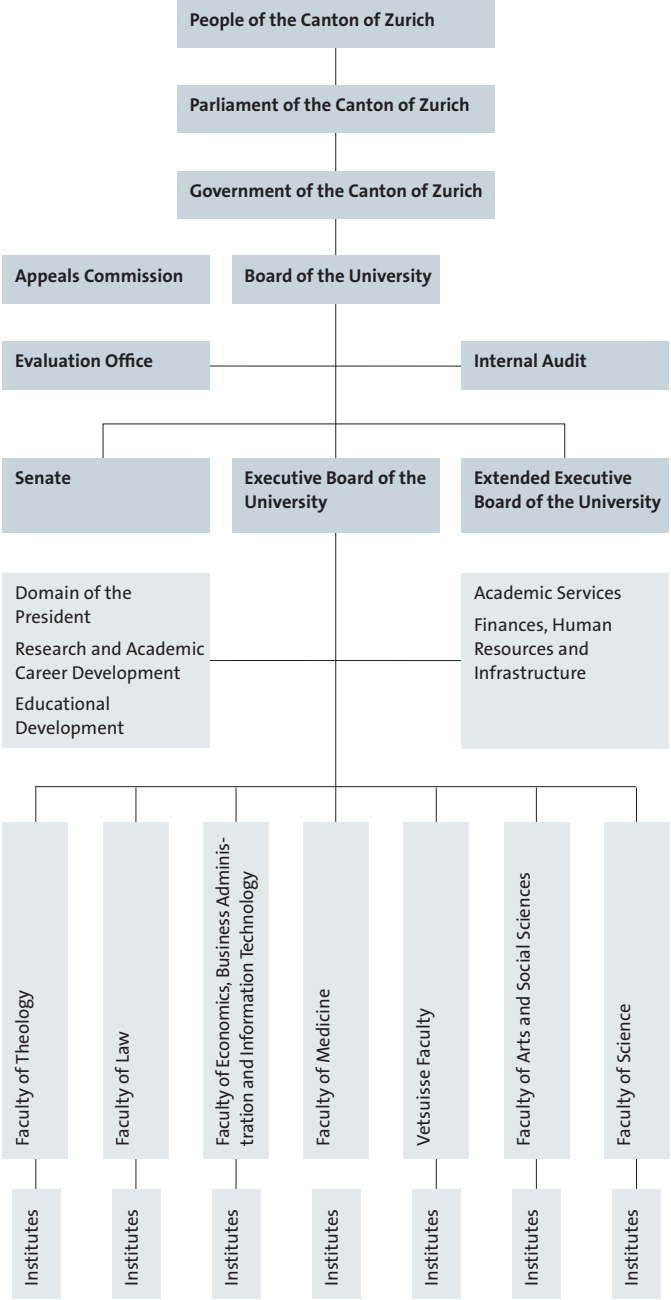 People of the Canton of Zurich
Parliament of the Canton of Zurich
Government of the Canton of Zurich
Appeals Commission
Board of the University
Evaluation Office
Internal Audit
Senate
Executive Board of the
University
Extended Executive
Board of the University
Domain of the
President
Research and Academic
Career Development
Educational
Development
Academic Services
Finances, Human
Resources and
Infrastructure
Faculty of Theology
Faculty of Law
Faculty of Economics, Business Adminis-
tration and Information Technology
Faculty of Medicine
Vetsuisse Faculty
Faculty of Arts and Social Sciences
Faculty of Science
Institutes
Institutes
Institutes
Institutes
Institutes
Institutes
Institutes